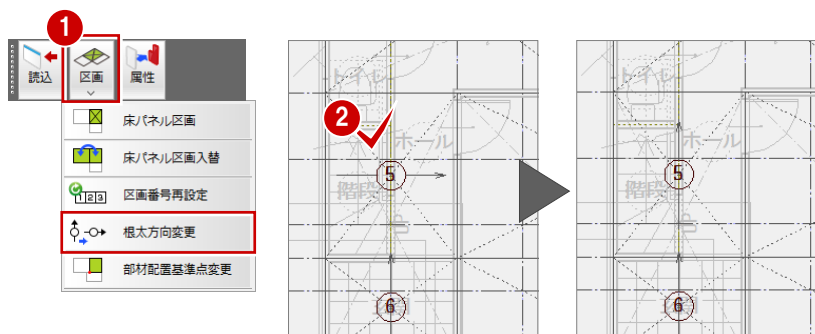 1
読込
区画
属性
床パネル区画
床パネル区画入替
123
区画番号再設定
根太方向変更
部材配置基準点変更
2
トイレ
ホール
5
階段
UP
6
トイレ
ホール
5
階段
UP
6